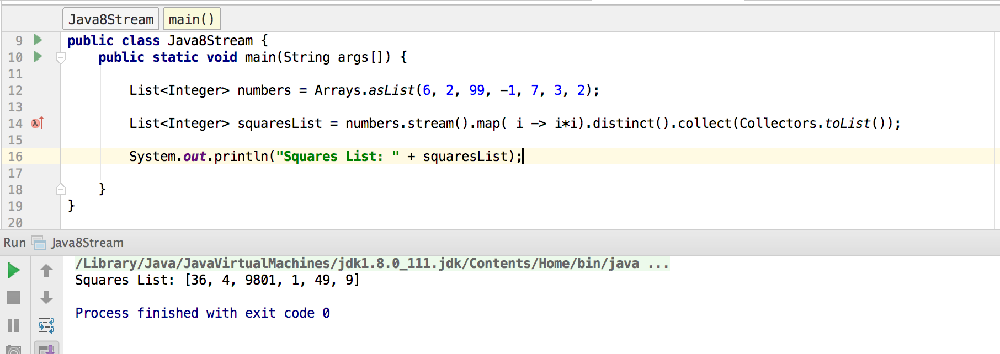 Java8Stream main()
9 public class Java8Stream {
10 public static void main(String args[]) {
11
12 List<Integer> numbers = Arrays.asList(6, 2, 99, -1, 7, 3, 2);
13
14 List<Integer> squaresList = numbers.stream().map( i -> i*i).distinct().collect(Collectors.toList());
15
16 System.out.println("Squares List: " + squaresList);
17
18 }
19 }
20
Run Java8Stream
/Library/Java/JavaVirtualMachines/jdk1.8.0_111.jdk/Contents/Home/bin/java ...
Squares List: [36, 4, 9801, 1, 49, 9]
Process finished with exit code 0